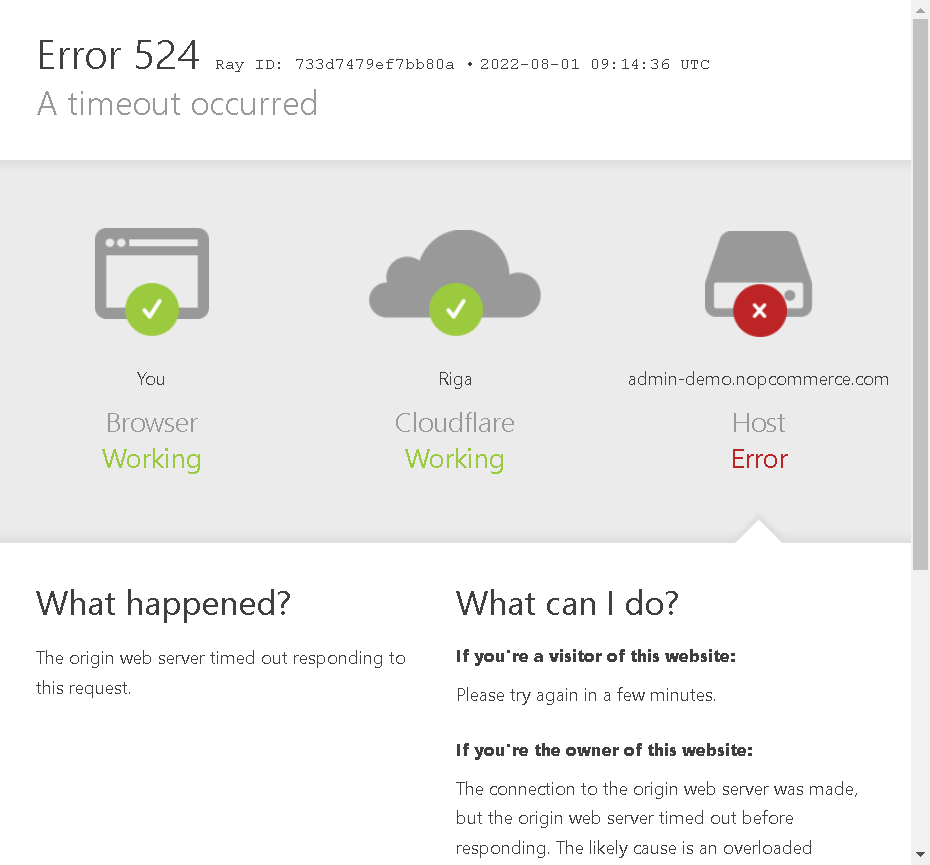 Error 524 Ray ID: 733d7479ef7bb80a • 2022-08-01 09:14:36 UTC
A timeout occurred
You
Browser
Working
Riga
Cloudflare
Working
admin-demo.nopcommerce.com
Host
Error
What happened?
The origin web server timed out responding to
this request.
What can I do?
If you're a visitor of this website:
Please try again in a few minutes.
If you're the owner of this website:
The connection to the origin web server was made,
but the origin web server timed out before
responding. The likely cause is an overloaded